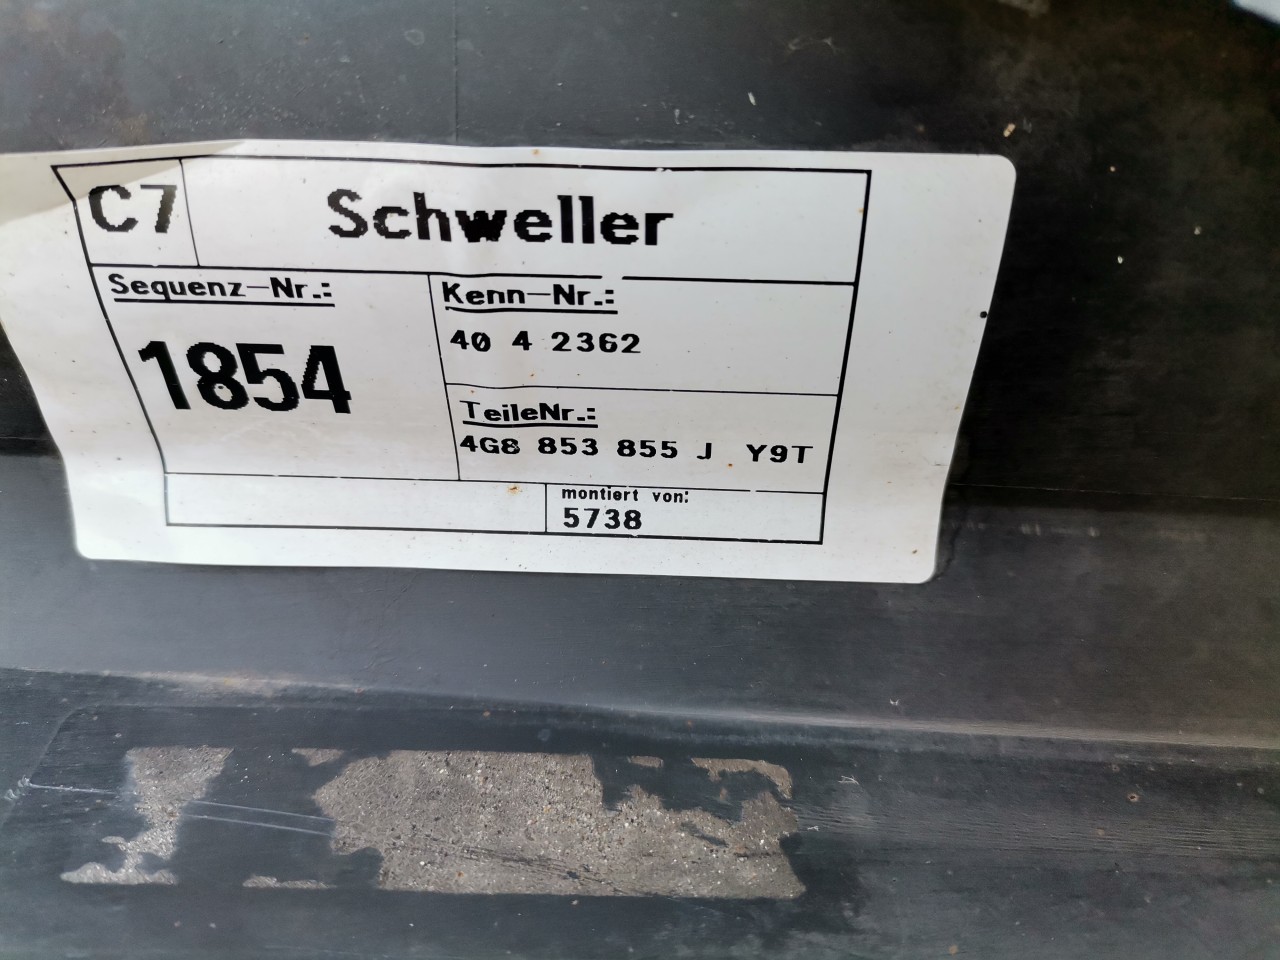 C7 Schweller
Sequenz-Nr.: Kenn-Nr.:
1854 40 4 2362
TeileNr.:
4G8 853 855 J Y9T
montiert von:
5738